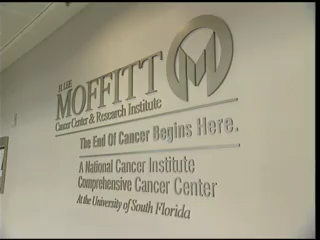 H. LEE
MOFFITT
Cancer Center & Research Institute
The End Of Cancer Begins Here.
A National Cancer Institute
Comprehensive Cancer Center
At the University of South Florida